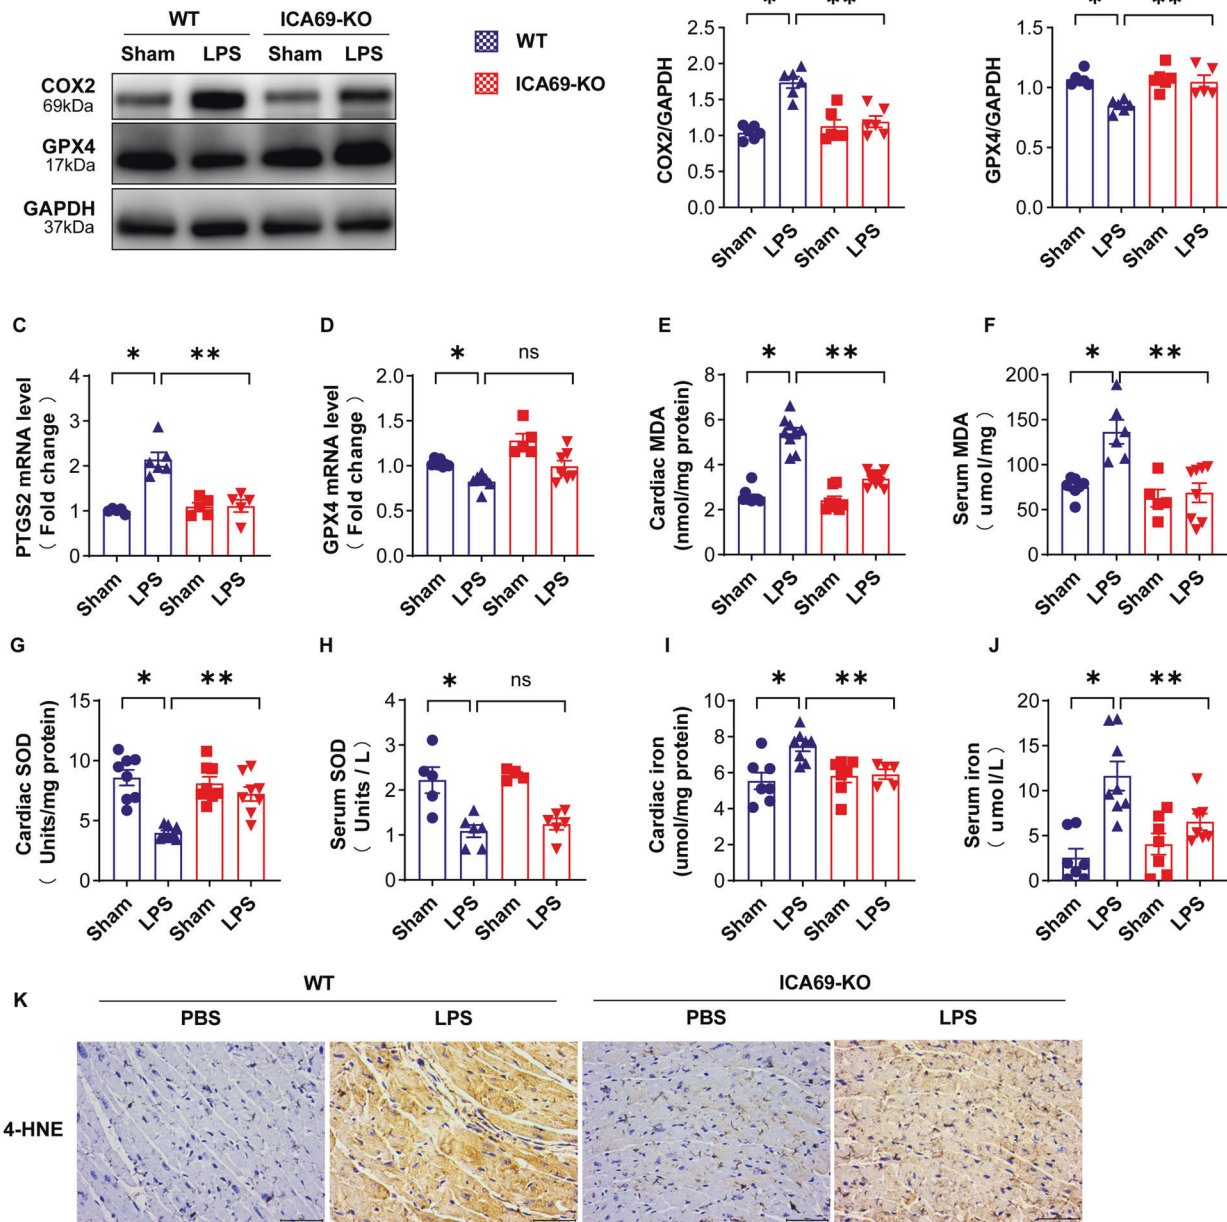 WT ICA69-KO
Sham LPS Sham LPS
COX2
69kDa
GPX4
17kDa
GAPDH
37kDa
WT
ICA69-KO
* **
COX2/GAPDH
2.5
2.0
1.5
1.0
0.5
0.0
Sham LPS Sham LPS
* **
GPX4/GAPDH
1.5
1.0
0.5
0.0
Sham LPS Sham LPS
C
* **
PTGS2 mRNA level
( Fold change )
4
3
2
1
0
Sham LPS Sham LPS
D
* ns
GPX4 mRNA level
( Fold change )
2.0
1.5
1.0
0.5
0.0
Sham LPS Sham LPS
E
* **
Cardiac MDA
(nmol/mg protein)
8
6
4
2
0
Sham LPS Sham LPS
F
* **
Serum MDA
( umol/mg )
200
150
100
50
0
Sham LPS Sham LPS
G
* **
Cardiac SOD
( Units/mg protein)
15
10
5
0
Sham LPS Sham LPS
H
* ns
Serum SOD
( Units / L)
4
3
2
1
0
Sham LPS Sham LPS
I
* **
Cardiac iron
(umol/mg protein)
10
8
6
4
2
0
Sham LPS Sham LPS
J
* **
Serum iron
( umol/L)
20
15
10
5
0
Sham LPS Sham LPS
K
WT ICA69-KO
PBS LPS PBS LPS
4-HNE